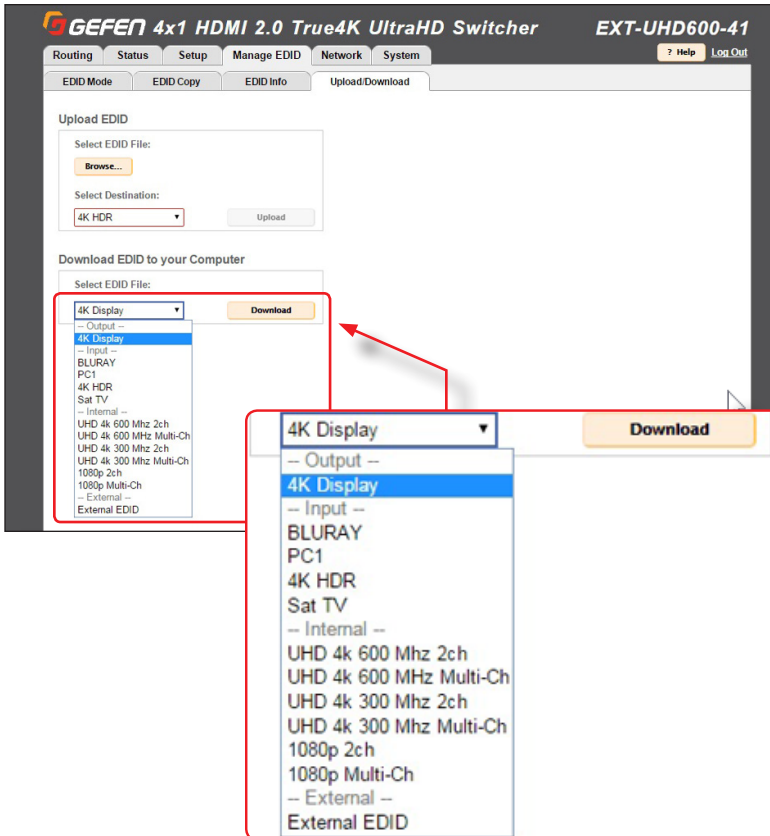 GEFEN 4x1 HDMI 2.0 True4K UltraHD Switcher EXT-UHD600-41
Routing Status Setup Manage EDID Network System ? Help Log Out
EDID Mode EDID Copy EDID Info Upload/Download
Upload EDID
Select EDID File:
Browse...
Select Destination:
4K HDR Upload
Download EDID to your Computer
Select EDID File:
4K Display Download
-- Output --
4K Display
-- Input --
BLURAY
PC1
4K HDR
Sat TV
-- Internal --
UHD 4k 600 Mhz 2ch
UHD 4k 600 MHz Multi-Ch
UHD 4k 300 Mhz 2ch
UHD 4k 300 Mhz Multi-Ch
1080p 2ch
1080p Multi-Ch
-- External --
External EDID
4K Display Download
-- Output --
4K Display
-- Input --
BLURAY
PC1
4K HDR
Sat TV
-- Internal --
UHD 4k 600 Mhz 2ch
UHD 4k 600 MHz Multi-Ch
UHD 4k 300 Mhz 2ch
UHD 4k 300 Mhz Multi-Ch
1080p 2ch
1080p Multi-Ch
-- External --
External EDID